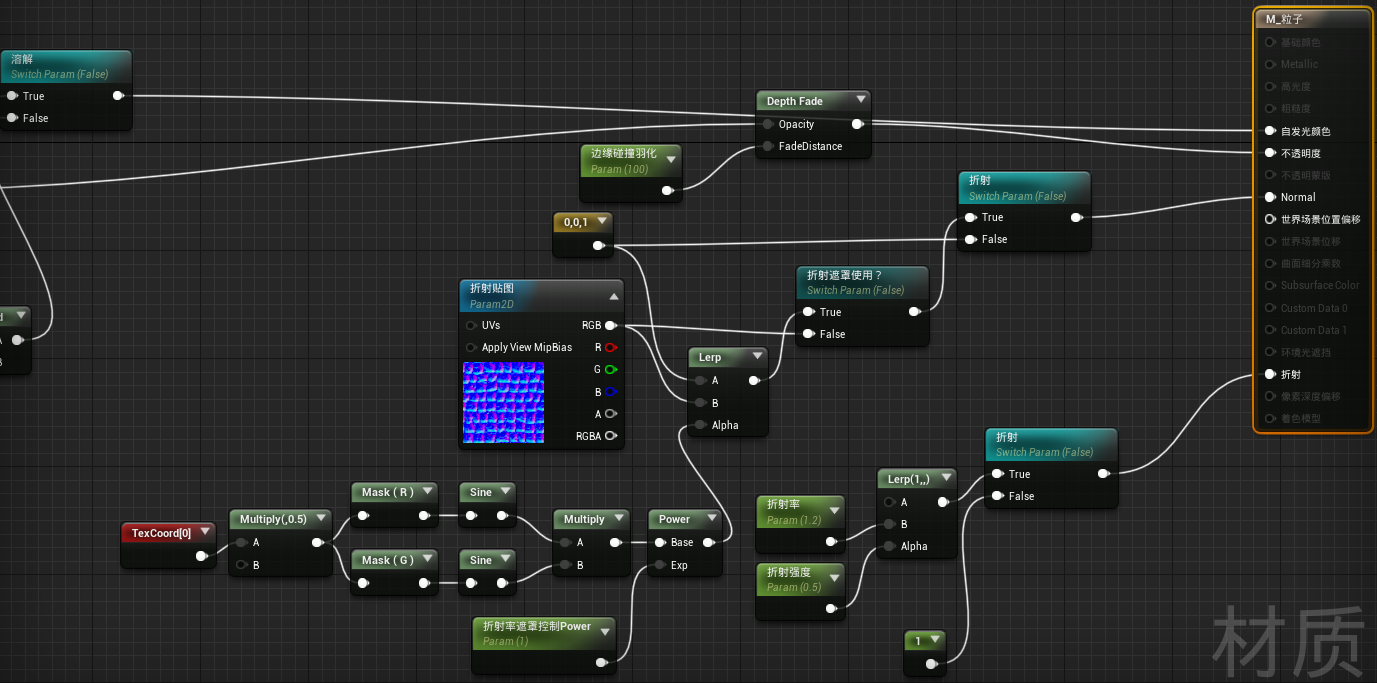 溶解
Switch Param (False)
True
False
Depth Fade
Opacity
FadeDistance
边缘碰撞羽化
Param (100)
0,0,1
折射贴图
Param2D
UVs
RGB
Apply View MipBias
R
G
B
A
RGBA
Lerp
A
B
Alpha
折射遮罩使用？
Switch Param (False)
True
False
折射
Switch Param (False)
True
False
M_粒子
基础颜色
Metallic
高光度
粗糙度
自发光颜色
不透明度
不透明蒙版
Normal
世界场景位置偏移
世界场景位移
曲面细分乘数
Subsurface Color
Custom Data 0
Custom Data 1
环境光遮挡
折射
像素深度偏移
着色模型
TexCoord[0]
Multiply(,0.5)
A
B
Mask ( R )
Sine
Mask ( G )
Sine
Multiply
A
B
Power
Base
Exp
折射率遮罩控制Power
Param (1)
折射率
Param (1.2)
折射强度
Param (0.5)
Lerp(1,,)
A
B
Alpha
折射
Switch Param (False)
True
False
1
材质